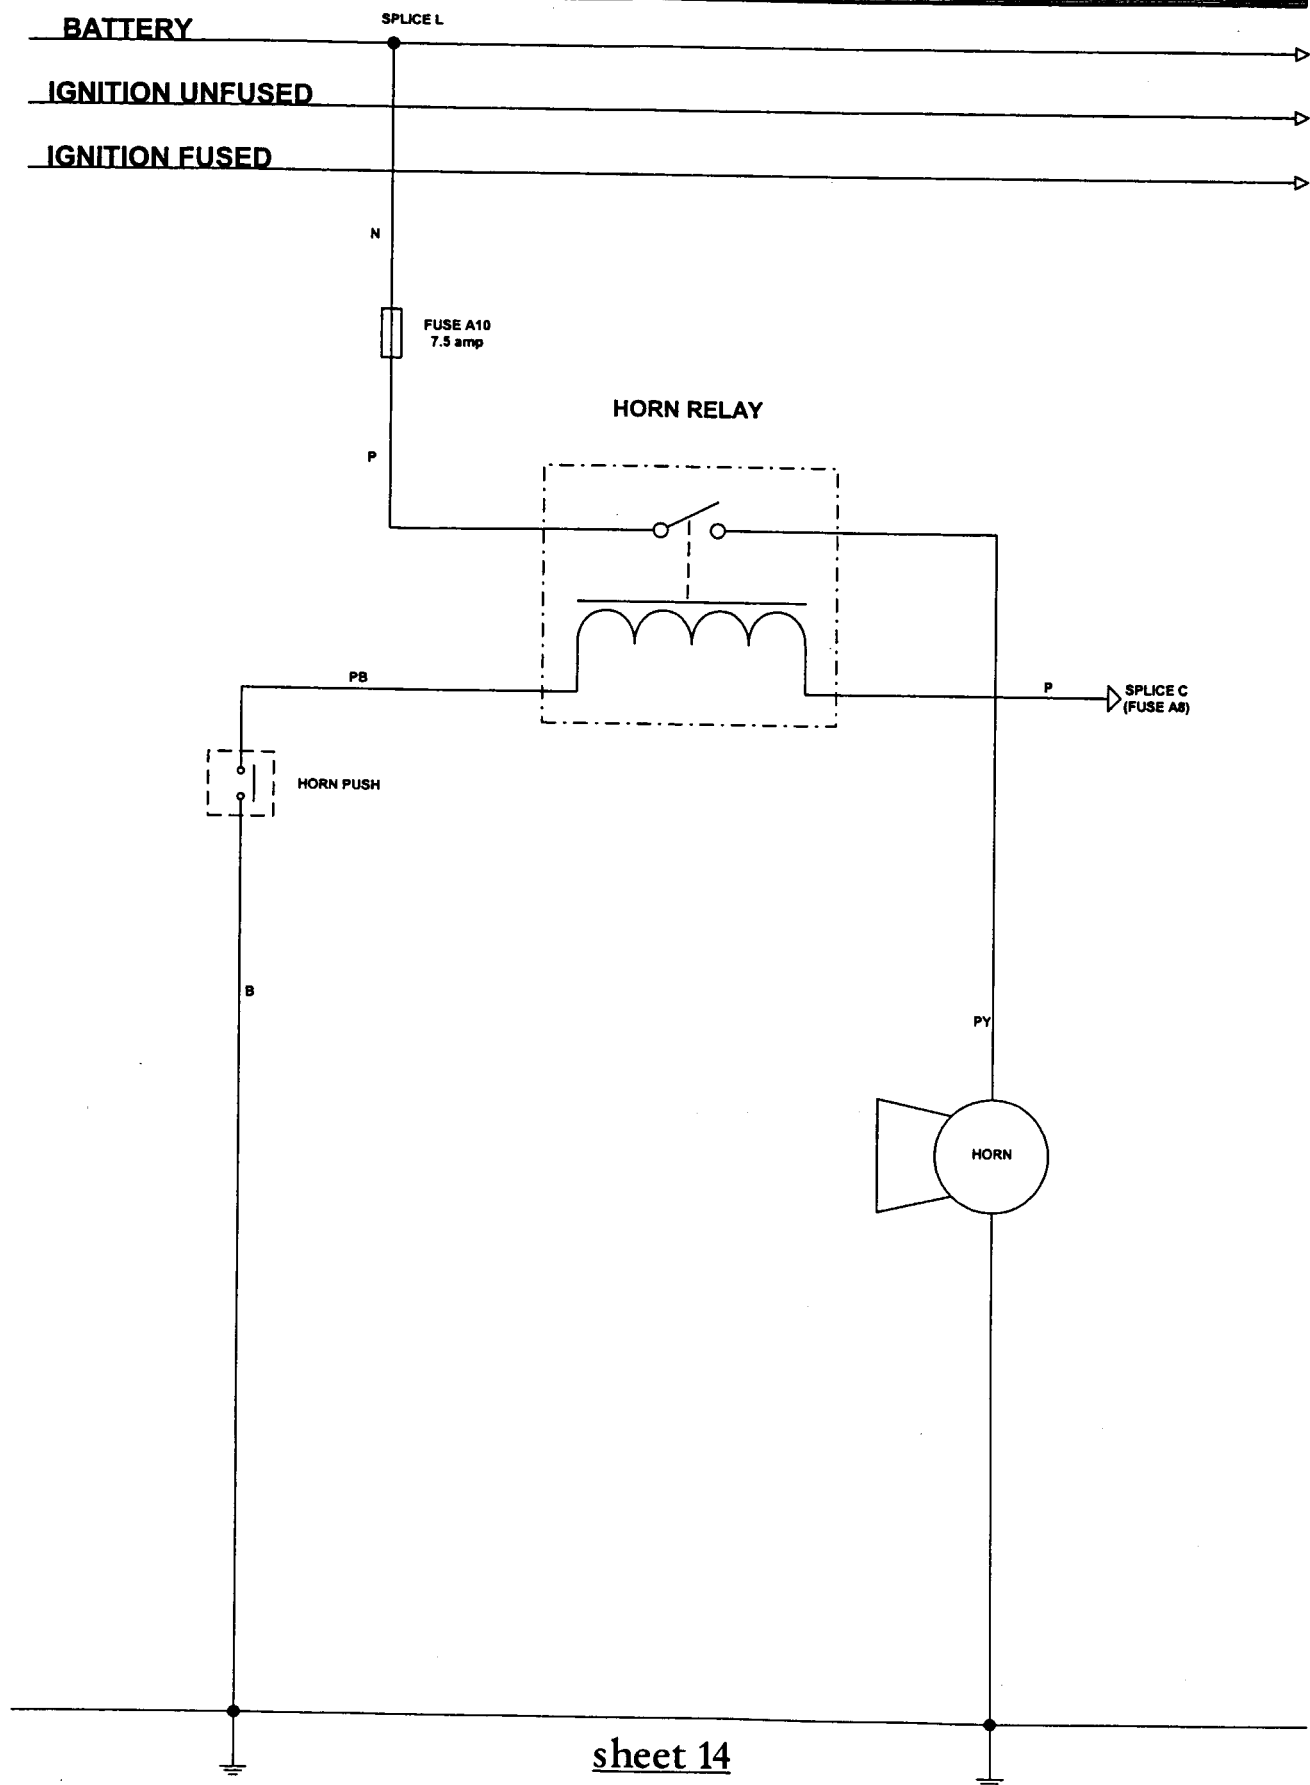 SPLICE L
BATTERY
IGNITION UNFUSED
IGNITION FUSED
N
FUSE A10
7.5 amp
HORN RELAY
P
PB
P
SPLICE C
(FUSE A8)
HORN PUSH
B
PY
HORN
sheet 14